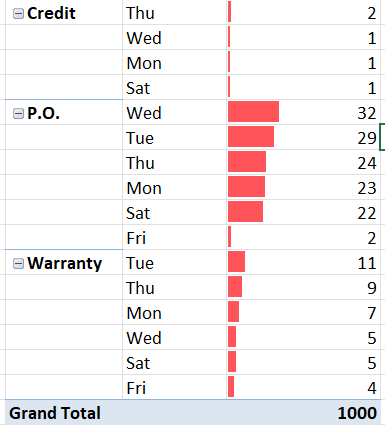 Credit Thu 2
Wed 1
Mon 1
Sat 1
P.O. Wed 32
Tue 29
Thu 24
Mon 23
Sat 22
Fri 2
Warranty Tue 11
Thu 9
Mon 7
Wed 5
Sat 5
Fri 4
Grand Total 1000